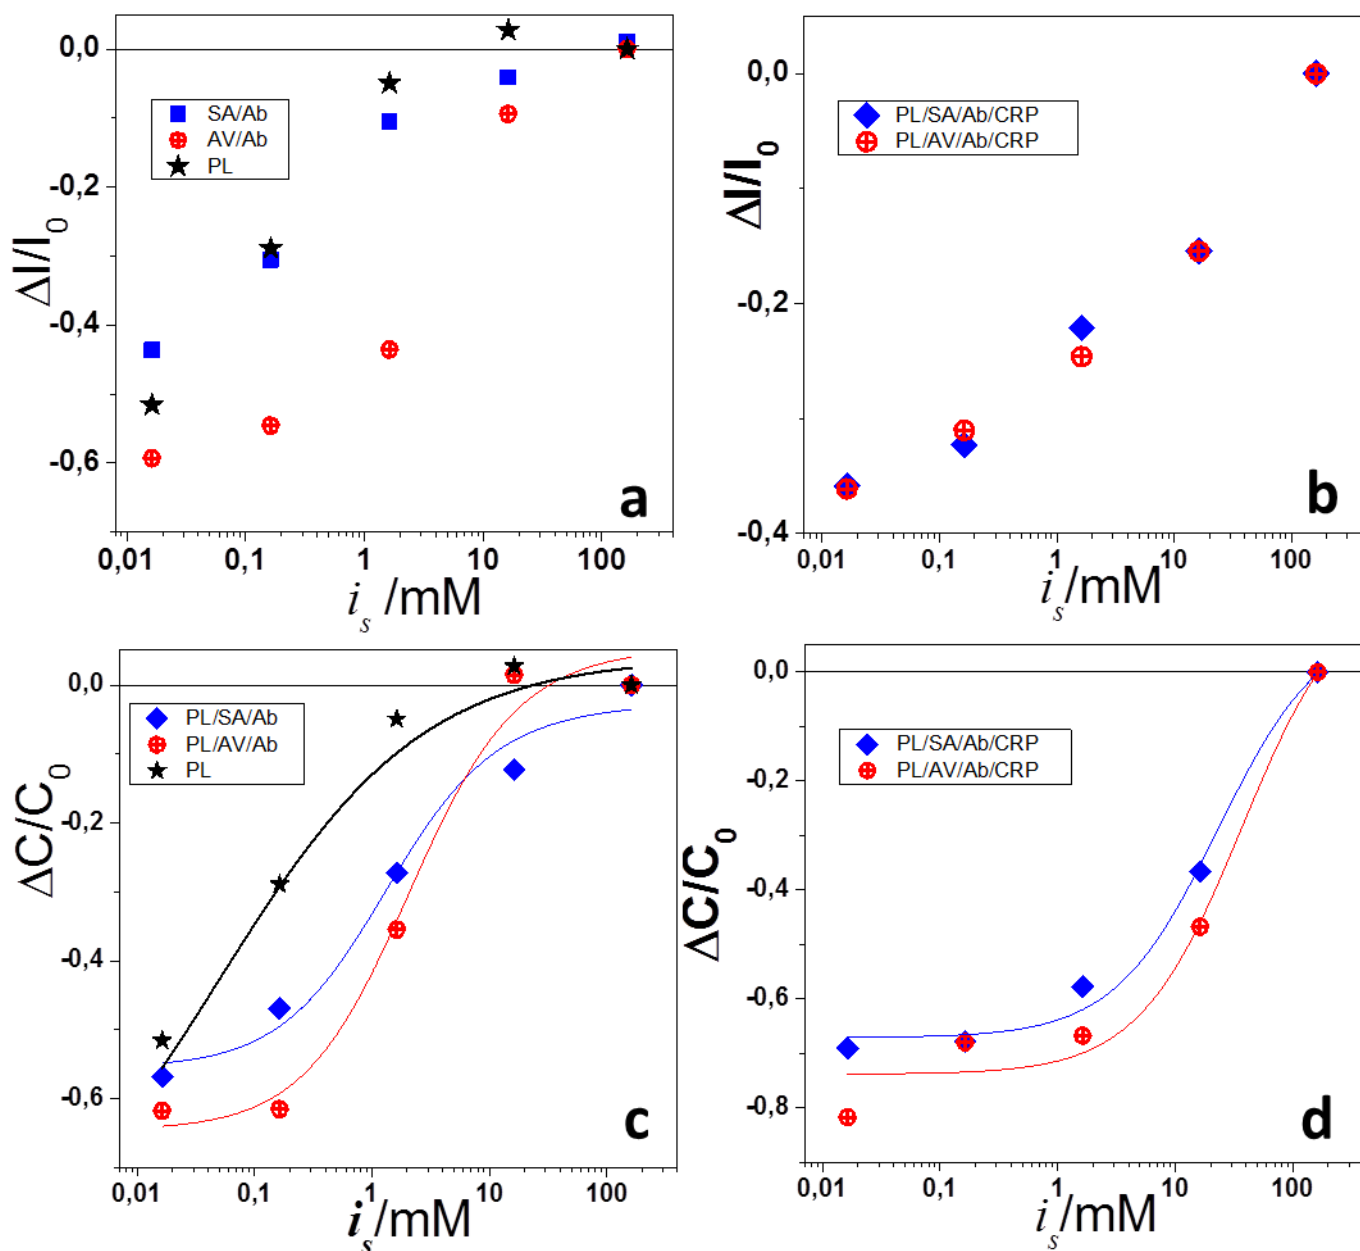 0,0
-0,2
-0,4
-0,6
ΔI/I0
SA/Ab
AV/Ab
PL
a
0,01 0,1 1 10 100
is/mM
0,0
-0,2
-0,4
ΔI/I0
PL/SA/Ab/CRP
PL/AV/Ab/CRP
b
0,01 0,1 1 10 100
is/mM
0,0
-0,2
-0,4
-0,6
ΔC/C0
PL/SA/Ab
PL/AV/Ab
PL
c
0,01 0,1 1 10 100
is/mM
0,0
-0,2
-0,4
-0,6
-0,8
ΔC/C0
PL/SA/Ab/CRP
PL/AV/Ab/CRP
d
0,01 0,1 1 10 100
is/mM